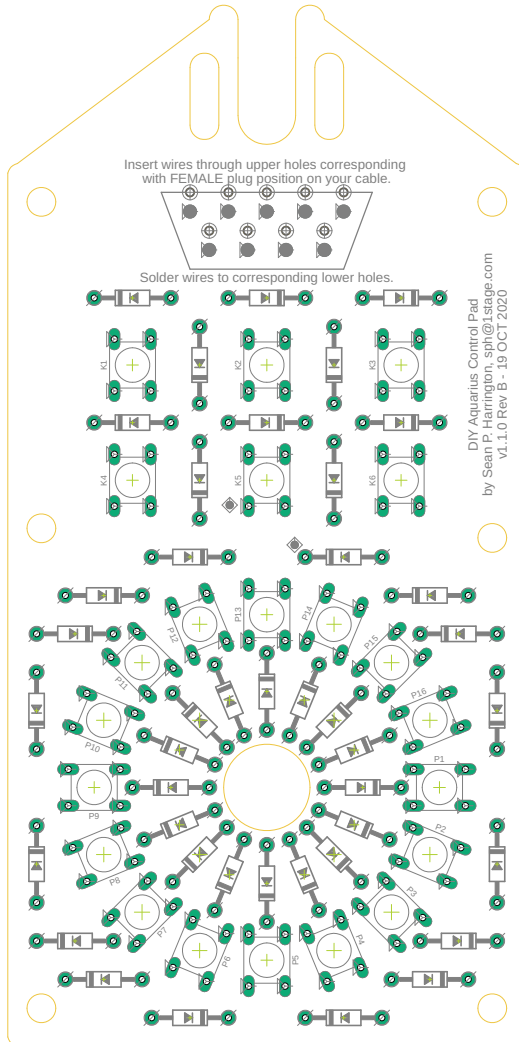 Insert wires through upper holes corresponding
with FEMALE plug position on your cable.
Solder wires to corresponding lower holes.
DIY Aquarius Control Pad
by Sean P. Harrington, sph@1stage.com
v1.1.0 Rev B - 19 OCT 2020
K1
K2
K3
K4
K5
K6
P13
P12
P14
P11
P15
P10
P16
P9
P1
P8
P2
P7
P3
P6
P5
P4